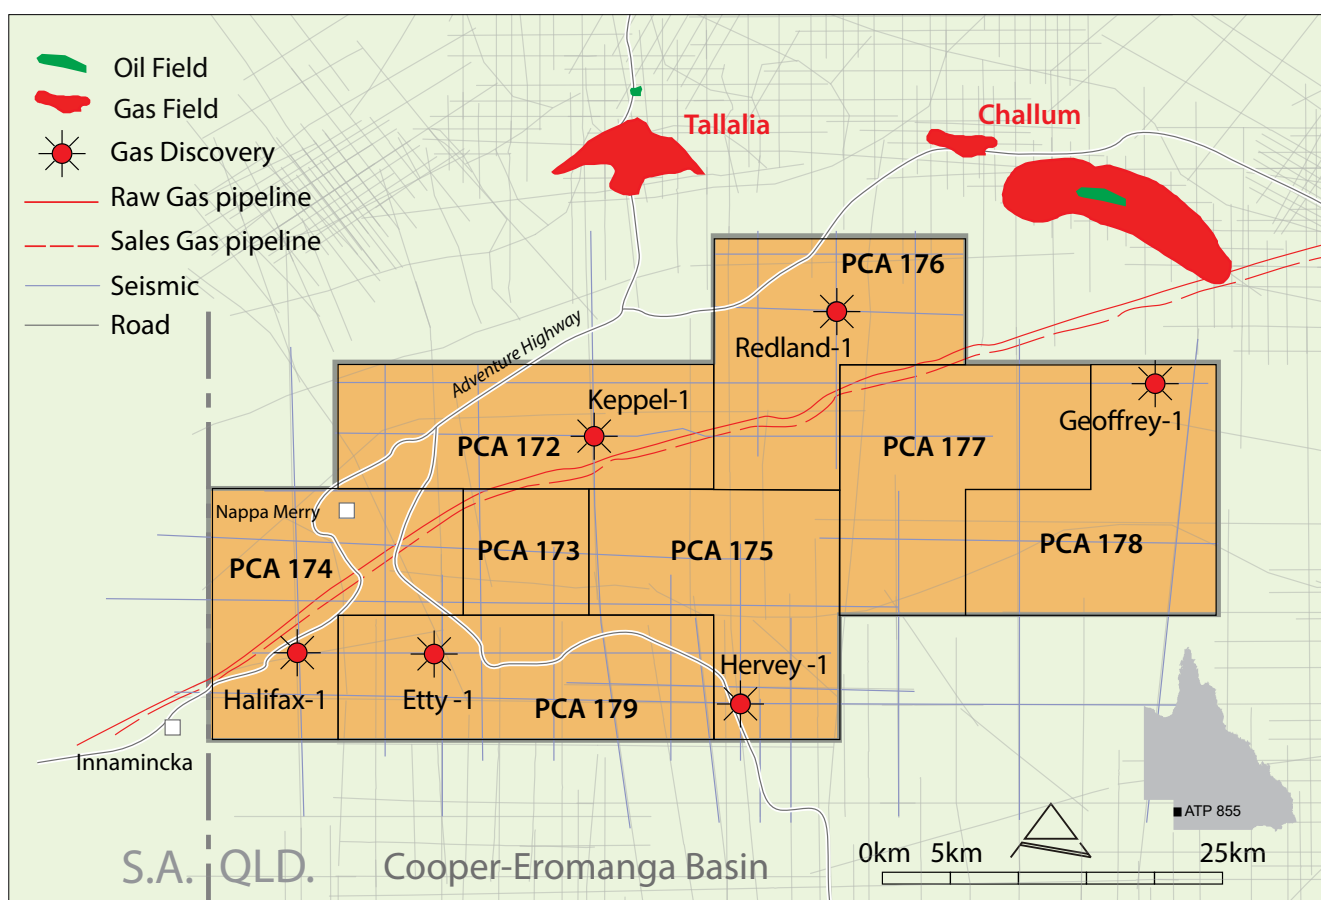 Oil Field
Gas Field
Gas Discovery
Raw Gas pipeline
Sales Gas pipeline
Seismic
Road
Tallalia
Challum
Adventure Highway
PCA 176
Redland-1
Keppel-1
PCA 172
PCA 177
Geoffrey-1
Nappa Merry
PCA 174
PCA 173
PCA 175
PCA 178
Halifax-1
Etty -1
PCA 179
Hervey -1
Innamincka
ATP 855
S.A.
QLD.
Cooper-Eromanga Basin
0km 5km 25km